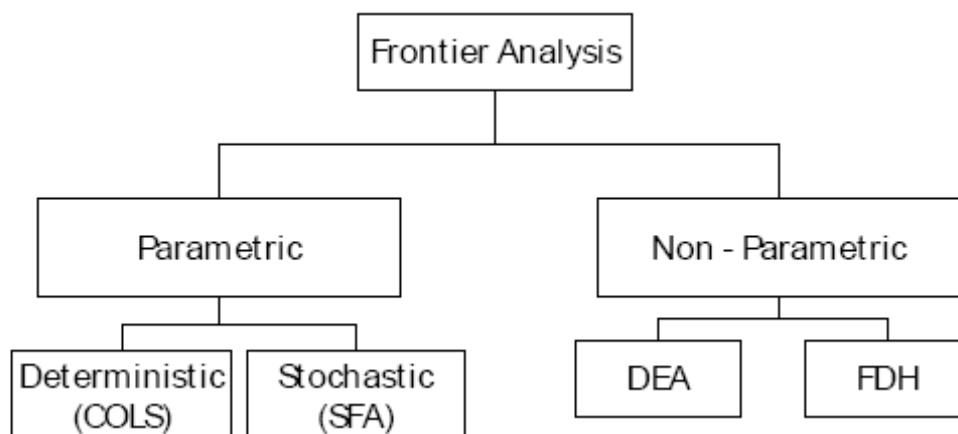 Frontier Analysis
Parametric
Non - Parametric
Deterministic
(COLS)
Stochastic
(SFA)
DEA
FDH